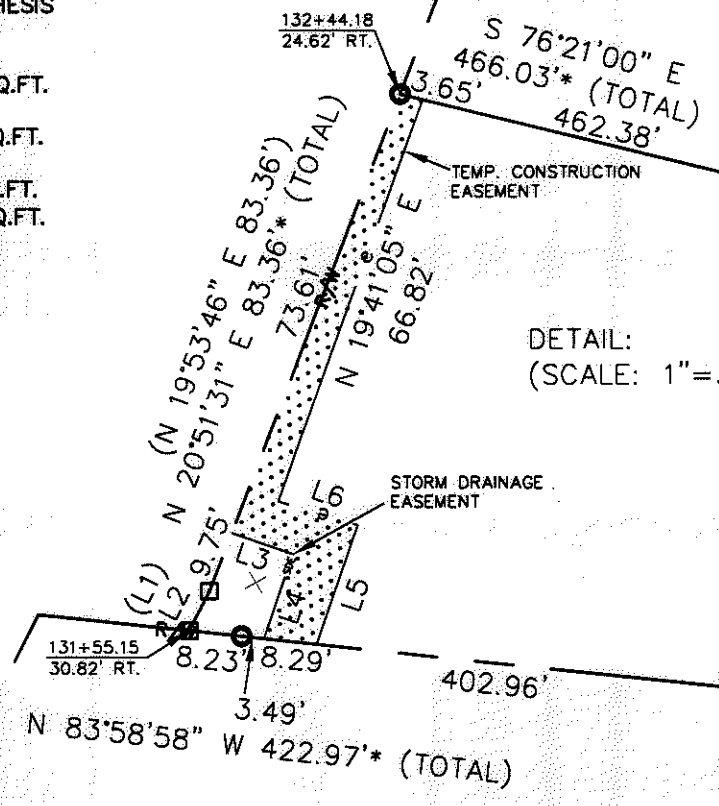 HESIS
Q.FT.
Q.FT.
.FT.
Q.FT.
132+44.18
24.62' RT.
S 76°21'00" E
466.03'* (TOTAL)
3.65'
462.38'
TEMP. CONSTRUCTION
EASEMENT
(N 19°53'46" E 83.36')
N 20°51'31" E 83.36'* (TOTAL)
73.61'
R/W
e
N 19°41'05" E
66.82'
DETAIL:
(SCALE: 1"=
STORM DRAINAGE
EASEMENT
L6
9.75'
L3
(L1)
L2
L4
L5
131+55.15
30.82' RT.
8.23'
8.29'
3.49'
402.96'
N 83°58'58" W 422.97'* (TOTAL)